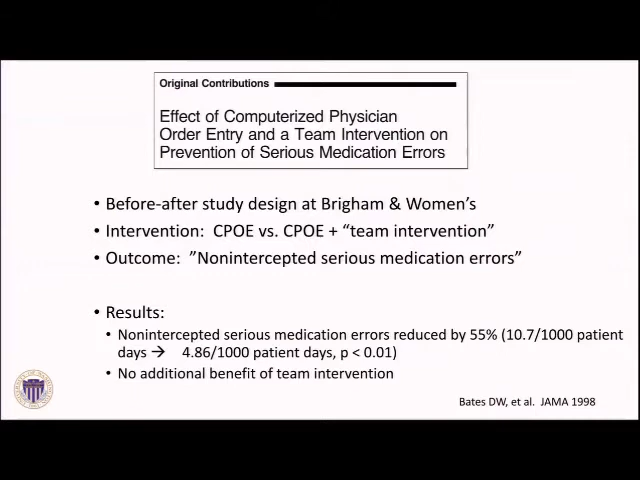 Original Contributions
Effect of Computerized Physician
Order Entry and a Team Intervention on
Prevention of Serious Medication Errors
• Before-after study design at Brigham & Women’s
• Intervention: CPOE vs. CPOE + “team intervention”
• Outcome: ”Nonintercepted serious medication errors”
• Results:
• Nonintercepted serious medication errors reduced by 55% (10.7/1000 patient
days → 4.86/1000 patient days, p < 0.01)
• No additional benefit of team intervention
Bates DW, et al. JAMA 1998